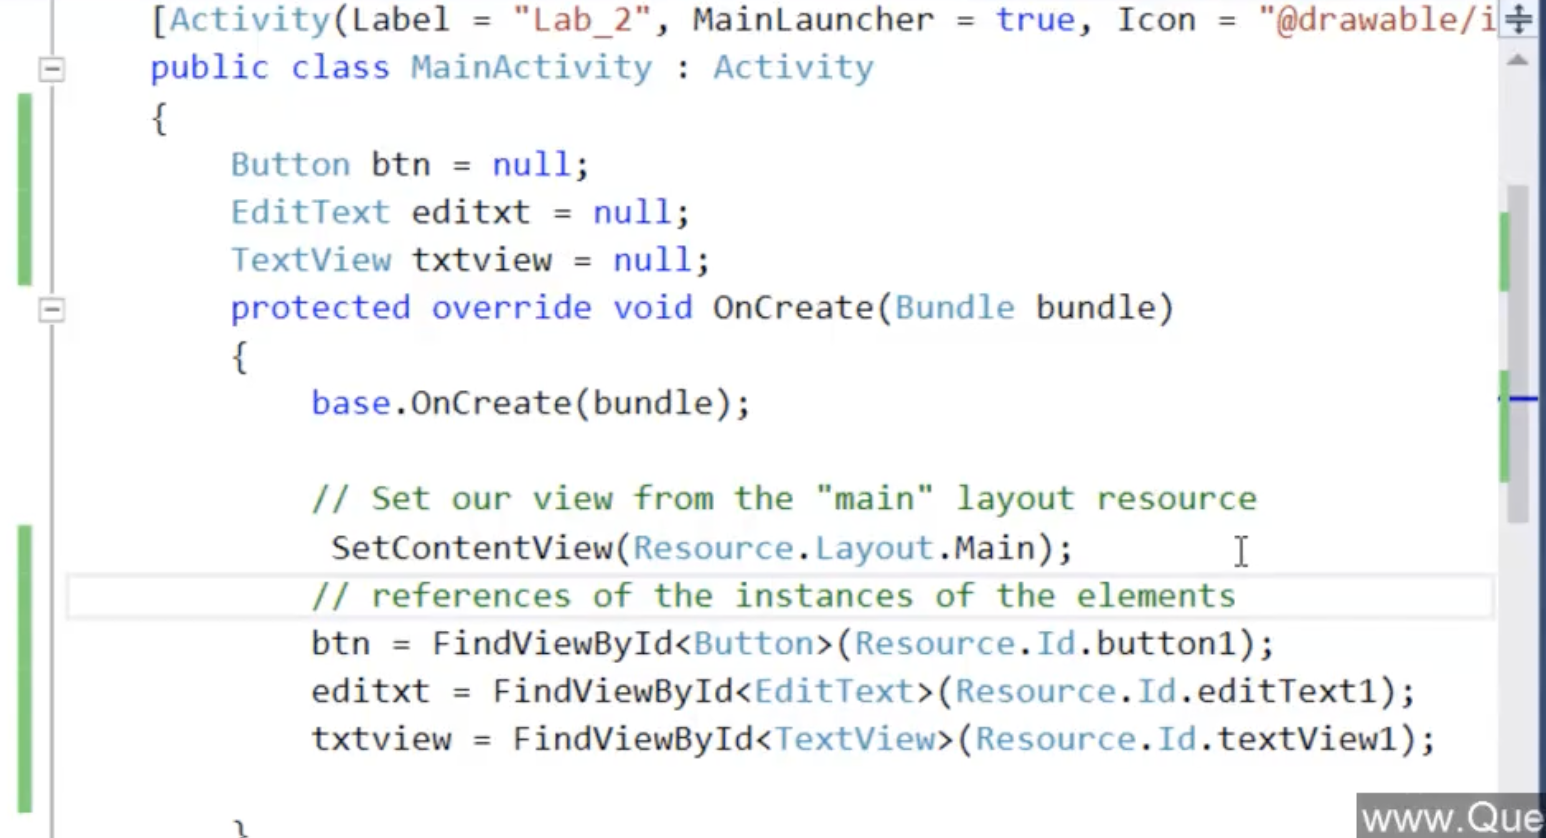 [Activity(Label = "Lab_2", MainLauncher = true, Icon = "@drawable/i
public class MainActivity : Activity
{
Button btn = null;
EditText editxt = null;
TextView txtview = null;
protected override void OnCreate(Bundle bundle)
{
base.OnCreate(bundle);
// Set our view from the "main" layout resource
SetContentView(Resource.Layout.Main);
// references of the instances of the elements
btn = FindViewById<Button>(Resource.Id.button1);
editxt = FindViewById<EditText>(Resource.Id.editText1);
txtview = FindViewById<TextView>(Resource.Id.textView1);
}
www.Que